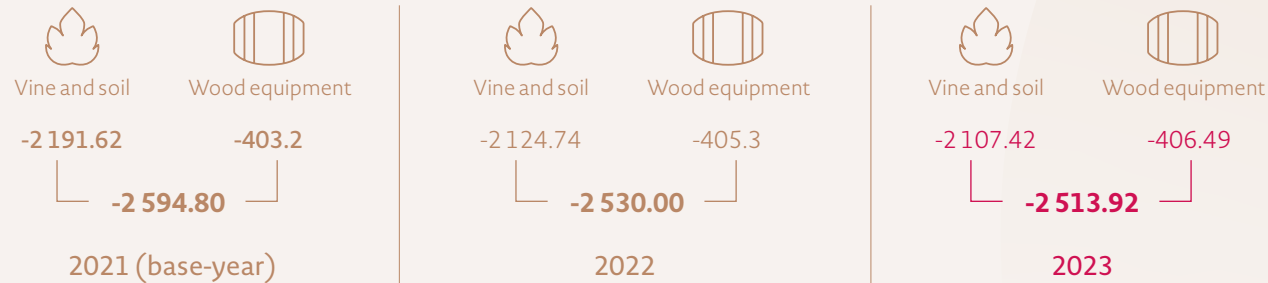 Vine and soil
Wood equipment
-2 191.62
-403.2
-2 594.80
2021 (base-year)
Vine and soil
Wood equipment
-2 124.74
-405.3
-2 530.00
2022
Vine and soil
Wood equipment
-2 107.42
-406.49
-2 513.92
2023